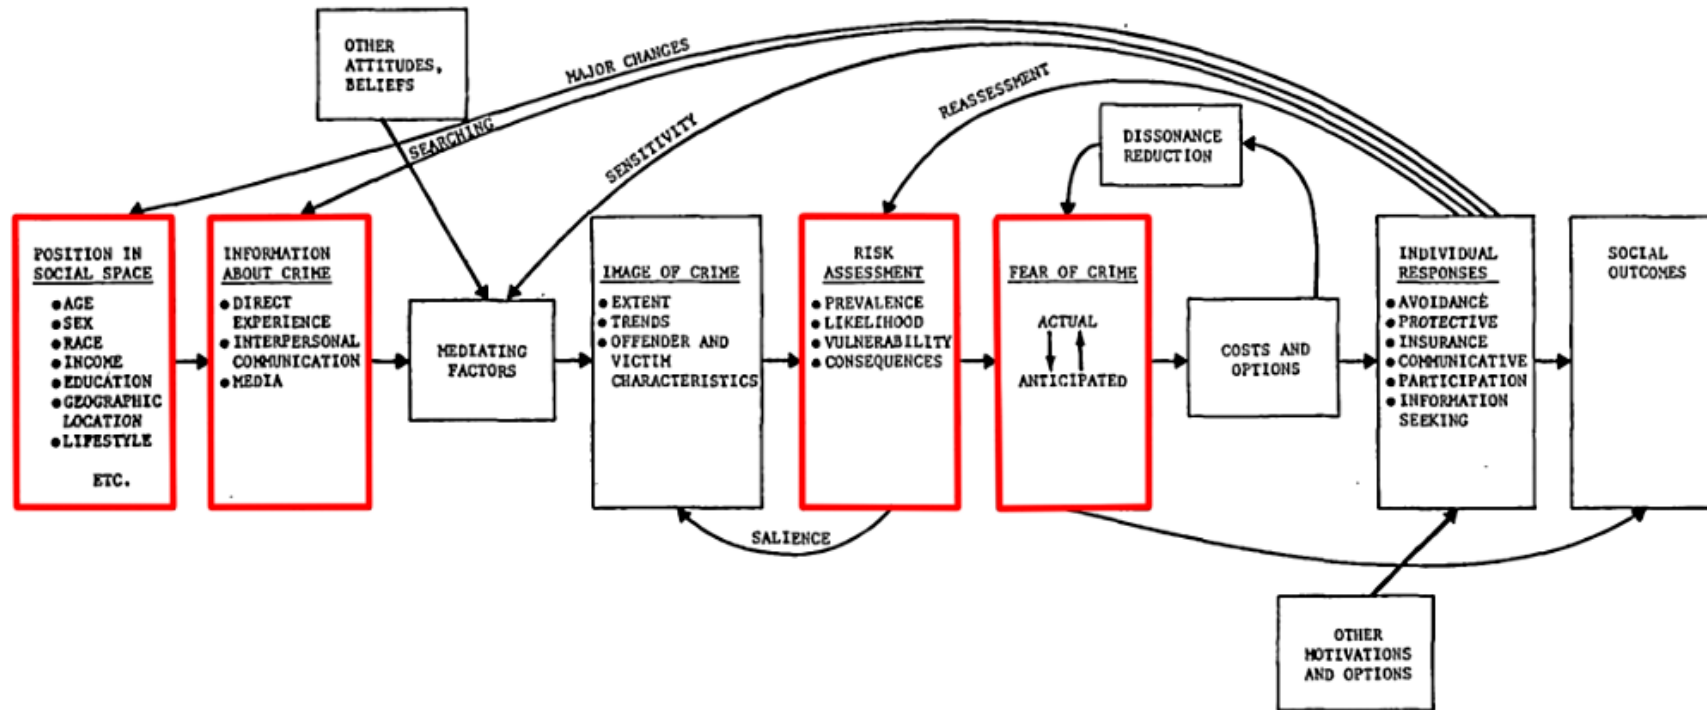 OTHER
ATTITUDES,
BELIEFS
MAJOR CHANGES
SEARCHING
SENSITIVITY
REASSESSMENT
DISSONANCE
REDUCTION
POSITION IN
SOCIAL SPACE
●AGE
●SEX
●RACE
●INCOME
●EDUCATION
●GEOGRAPHIC
LOCATION
●LIFESTYLE
ETC.
INFORMATION
ABOUT CRIME
●DIRECT
EXPERIENCE
●INTERPERSONAL
COMMUNICATION
●MEDIA
MEDIATING
FACTORS
IMAGE OF CRIME
●EXTENT
●TRENDS
●OFFENDER AND
VICTIM
CHARACTERISTICS
RISK
ASSESSMENT
●PREVALENCE
●LIKELIHOOD
●VULNERABILITY
●CONSEQUENCES
FEAR OF CRIME
ACTUAL
ANTICIPATED
COSTS AND
OPTIONS
INDIVIDUAL
RESPONSES
●AVOIDANCE
●PROTECTIVE
●INSURANCE
●COMMUNICATIVE
●PARTICIPATION
●INFORMATION
SEEKING
SOCIAL
OUTCOMES
SALIENCE
OTHER
MOTIVATIONS
AND OPTIONS